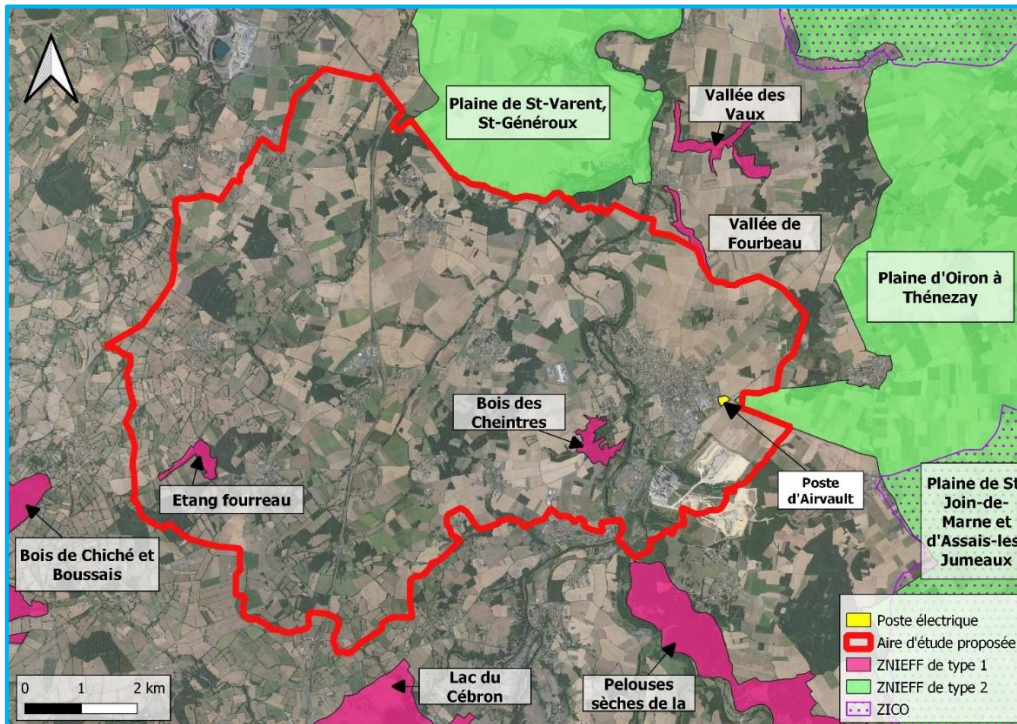 Plaine de St-Varent,
St-Généroux
Vallée des
Vaux
Vallée de
Fourbeau
Plaine d'Oiron à
Thénezay
Bois des
Cheintres
Etang fourreau
Poste
d'Airvault
Bois de Chiché et
Boussais
Plaine de St
Join-de-
Marne et
d'Assais-les
Jumeaux
Lac du
Cébron
Pelouses
sèches de la
0 1 2 km
Poste électrique
Aire d'étude proposée
ZNIEFF de type 1
ZNIEFF de type 2
ZICO